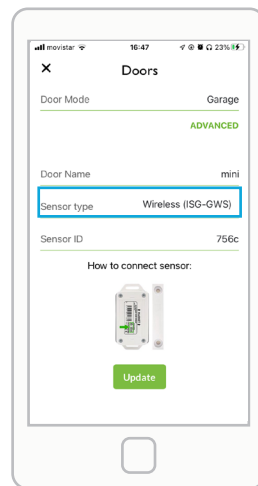 movistar 16:47 23%
× Doors
Door Mode Garage
ADVANCED
Door Name mini
Sensor type Wireless (ISG-GWS)
Sensor ID 756c
How to connect sensor:
Update